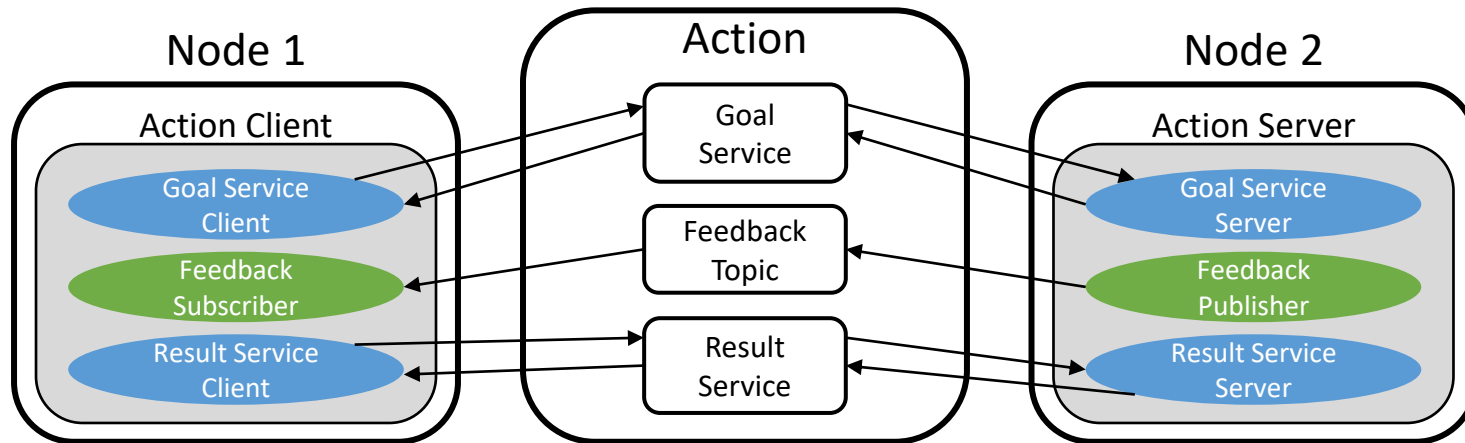 Node 1
Action Client
Goal Service
Client
Feedback
Subscriber
Result Service
Client
Action
Goal
Service
Feedback
Topic
Result
Service
Node 2
Action Server
Goal Service
Server
Feedback
Publisher
Result Service
Server